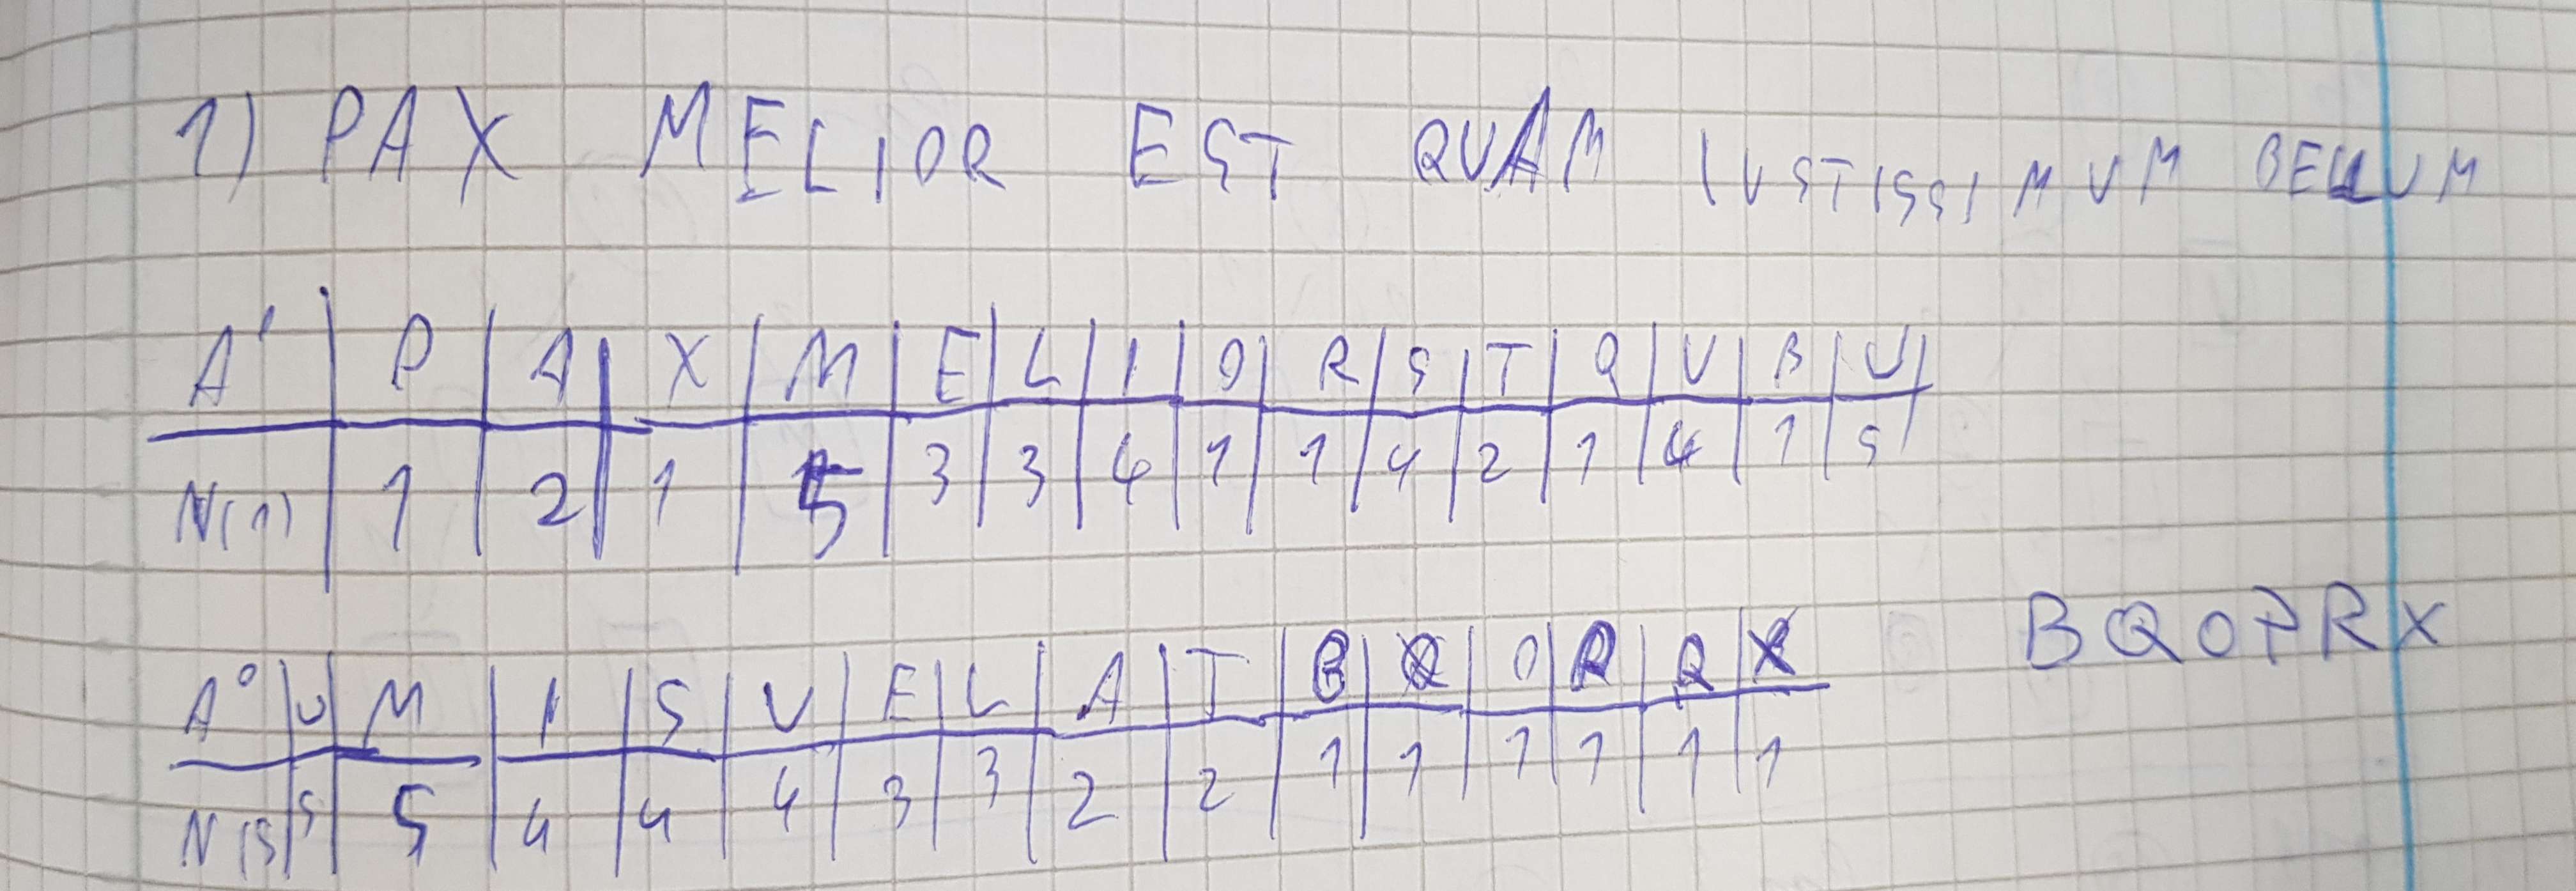 1) PAX MELIOR EST QUAM IUSTISSIMUM BELLUM
A' P A X M E L I O R S T Q V B U
N(1) 1 2 1 5 3 3 4 1 1 4 2 1 4 1 5
A° U M I S V E L A T B O R X
N(S) 5 5 4 4 4 3 3 2 2 1 1 1 1 1 1
BQOPRX